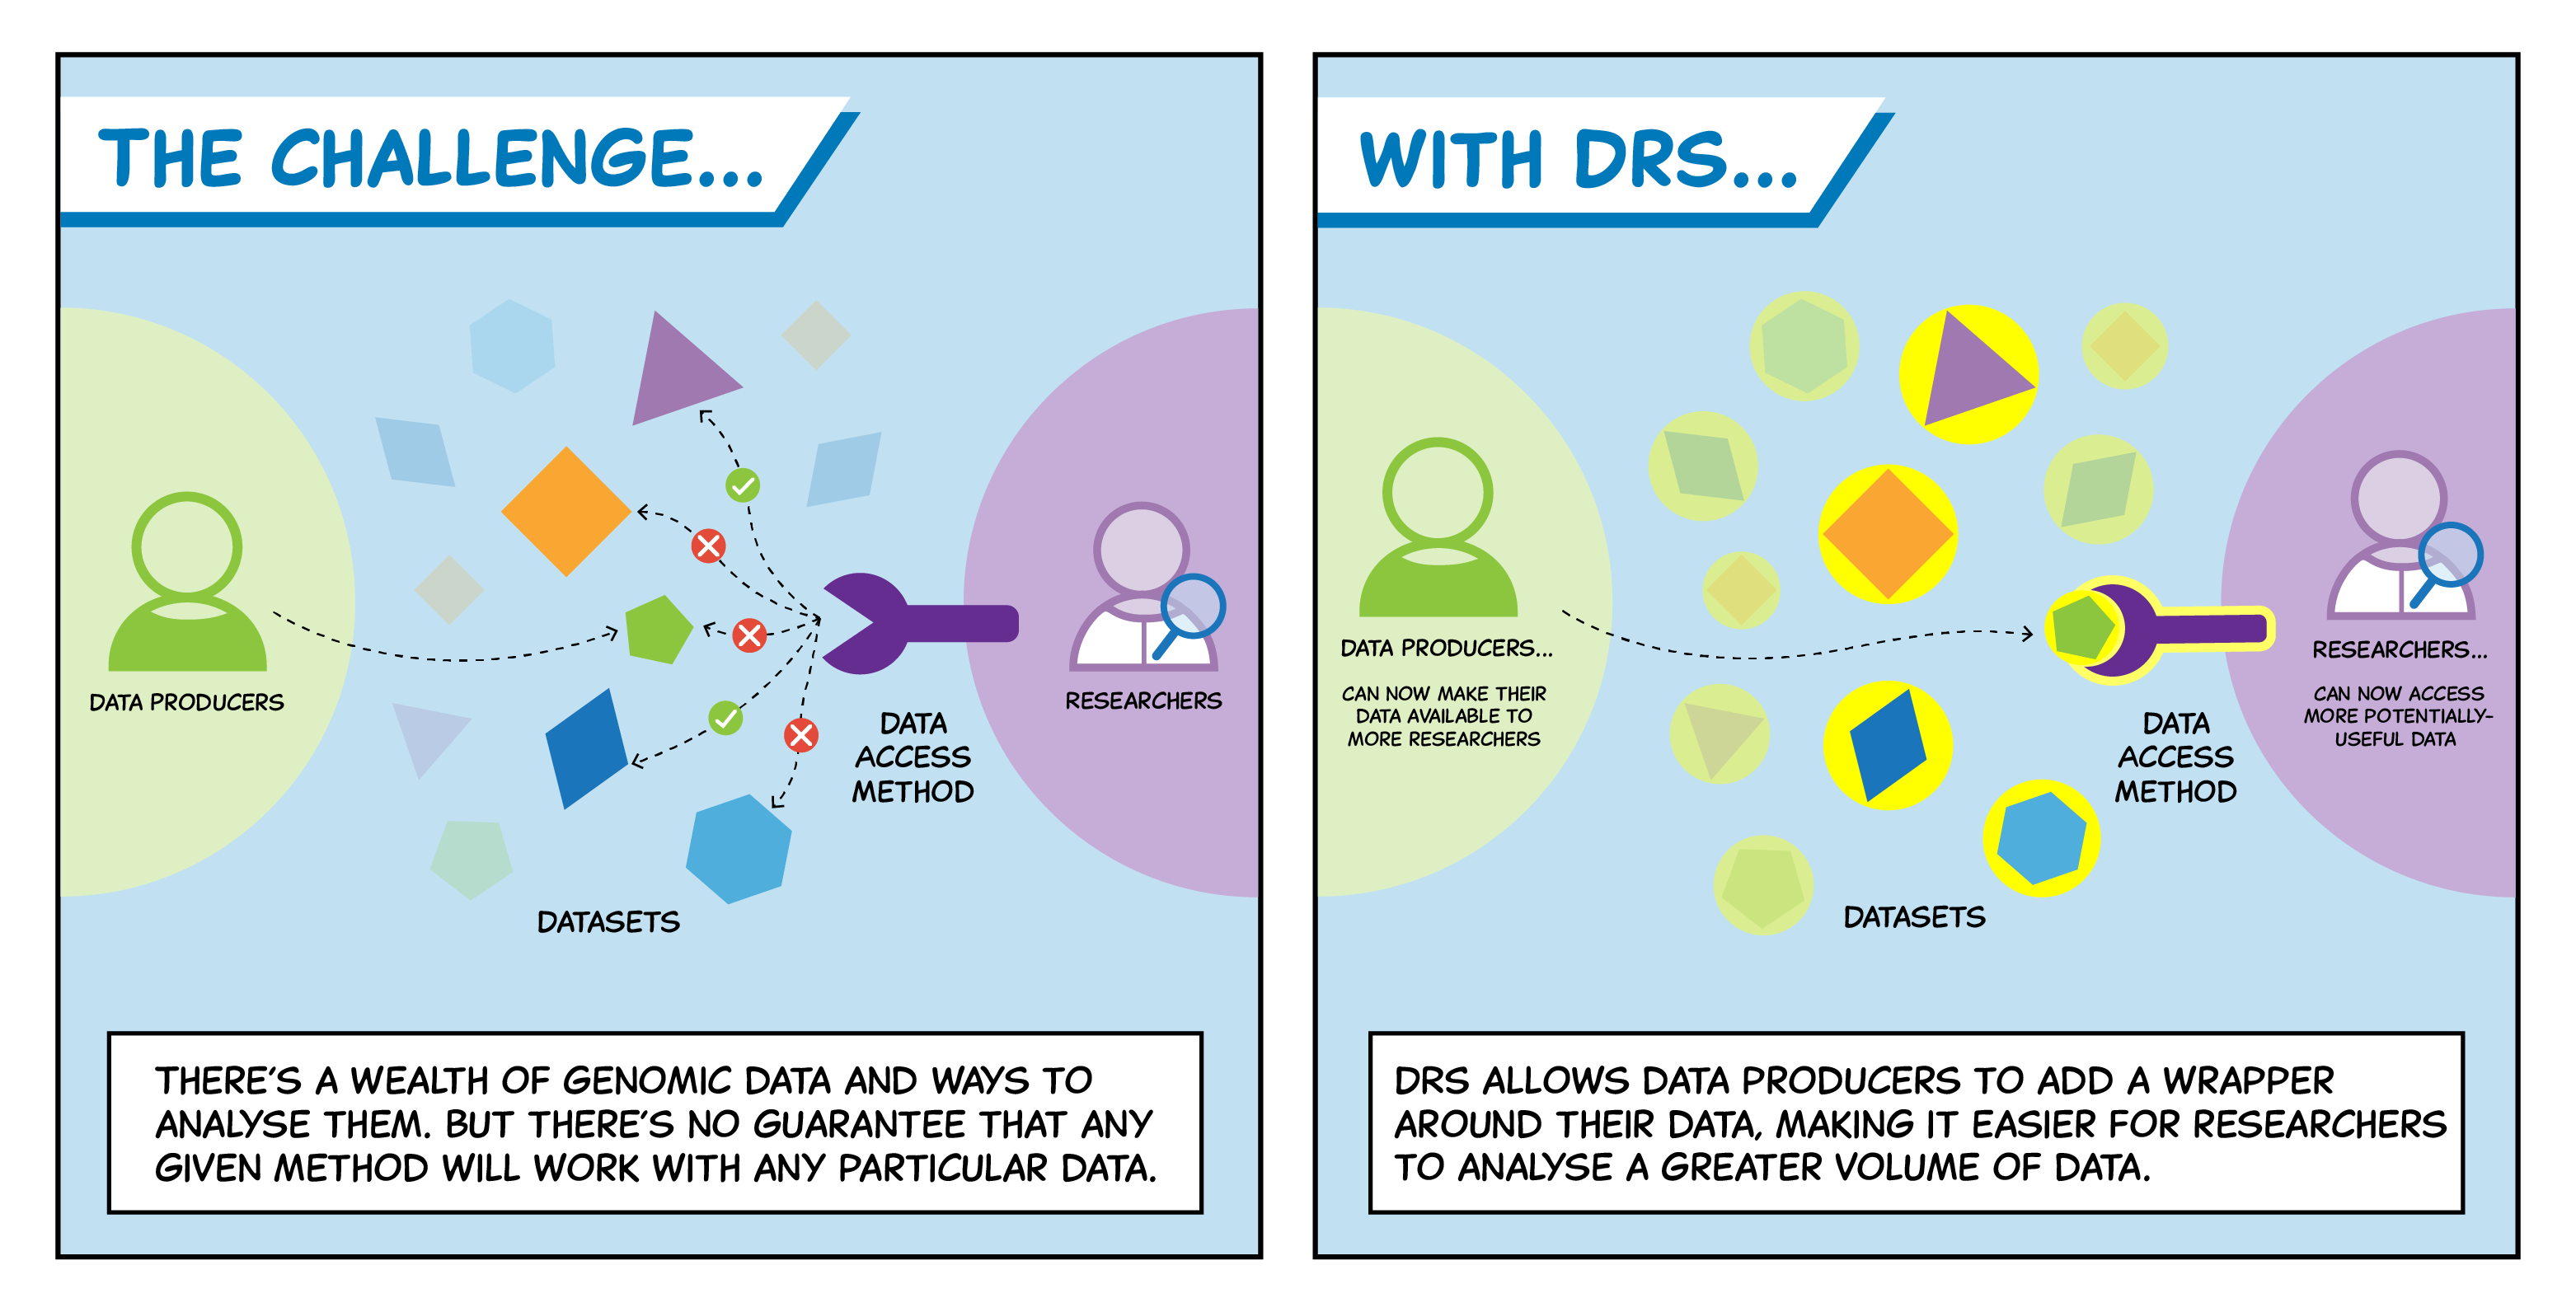 THE CHALLENGE...
DATA PRODUCERS
DATA
ACCESS
METHOD
RESEARCHERS
DATASETS
THERE'S A WEALTH OF GENOMIC DATA AND WAYS TO
ANALYSE THEM. BUT THERE'S NO GUARANTEE THAT ANY
GIVEN METHOD WILL WORK WITH ANY PARTICULAR DATA.
WITH DRS...
DATA PRODUCERS...
CAN NOW MAKE THEIR
DATA AVAILABLE TO
MORE RESEARCHERS
DATA
ACCESS
METHOD
RESEARCHERS...
CAN NOW ACCESS
MORE POTENTIALLY-
USEFUL DATA
DATASETS
DRS ALLOWS DATA PRODUCERS TO ADD A WRAPPER
AROUND THEIR DATA, MAKING IT EASIER FOR RESEARCHERS
TO ANALYSE A GREATER VOLUME OF DATA.